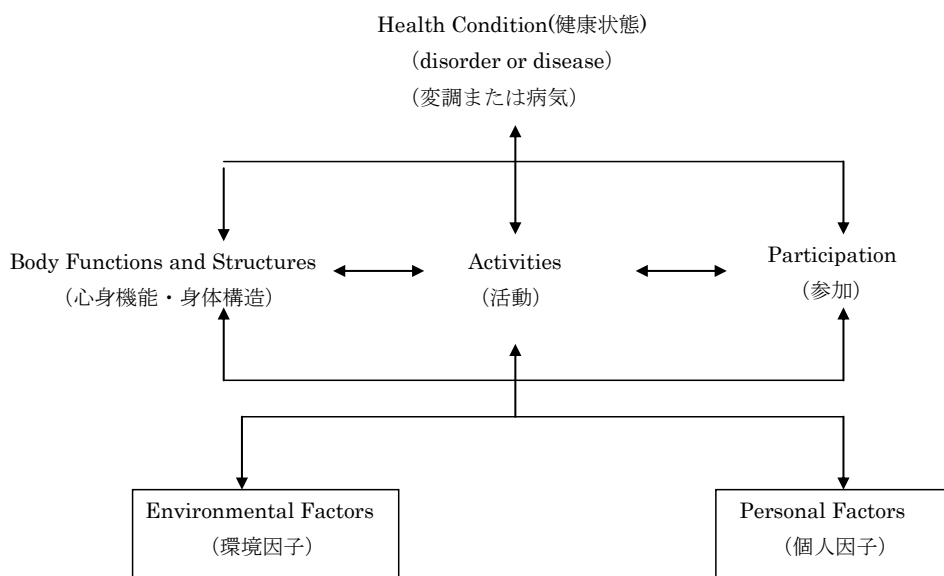 Health Condition(健康状態)
（disorder or disease）
（変調または病気）
Body Functions and Structures
（心身機能・身体構造）
Activities
（活動）
Participation
（参加）
Environmental Factors
（環境因子）
Personal Factors
（個人因子）